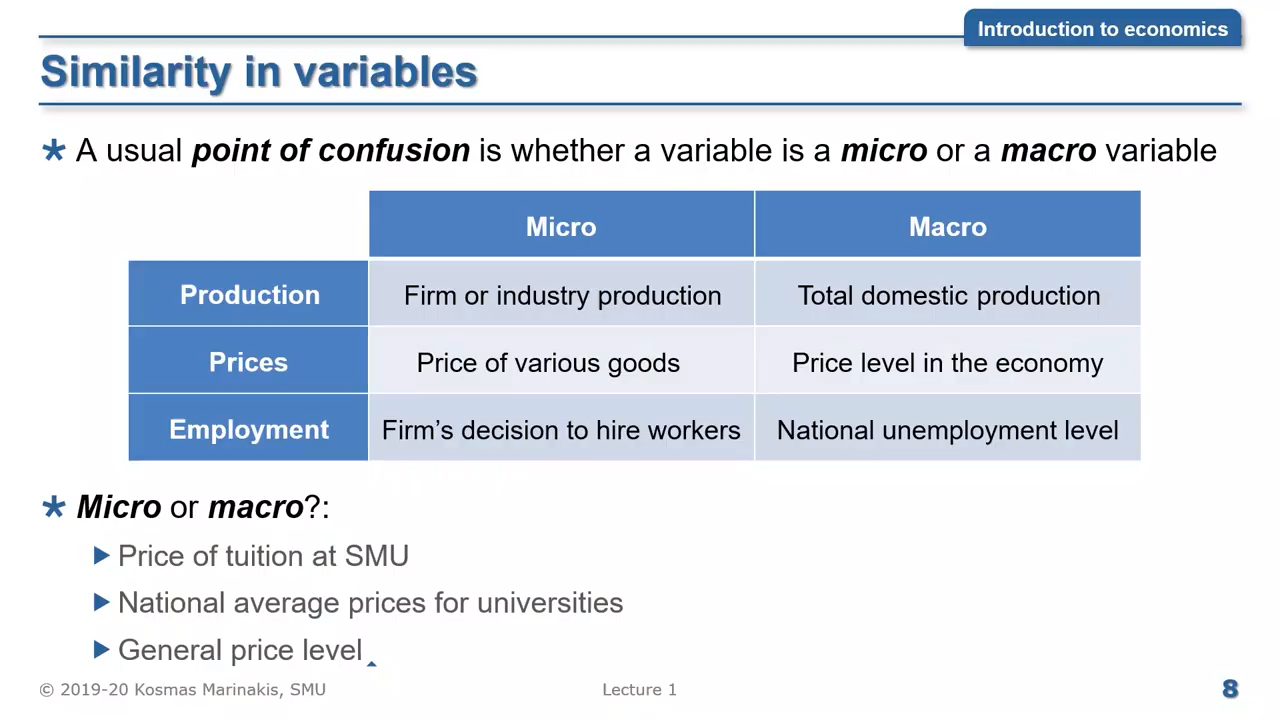 Introduction to economics
Similarity in variables
A usual point of confusion is whether a variable is a micro or a macro variable
Micro Macro
Production Firm or industry production Total domestic production
Prices Price of various goods Price level in the economy
Employment Firm's decision to hire workers National unemployment level
Micro or macro?:
Price of tuition at SMU
National average prices for universities
General price level
© 2019-20 Kosmas Marinakis, SMU Lecture 1 8